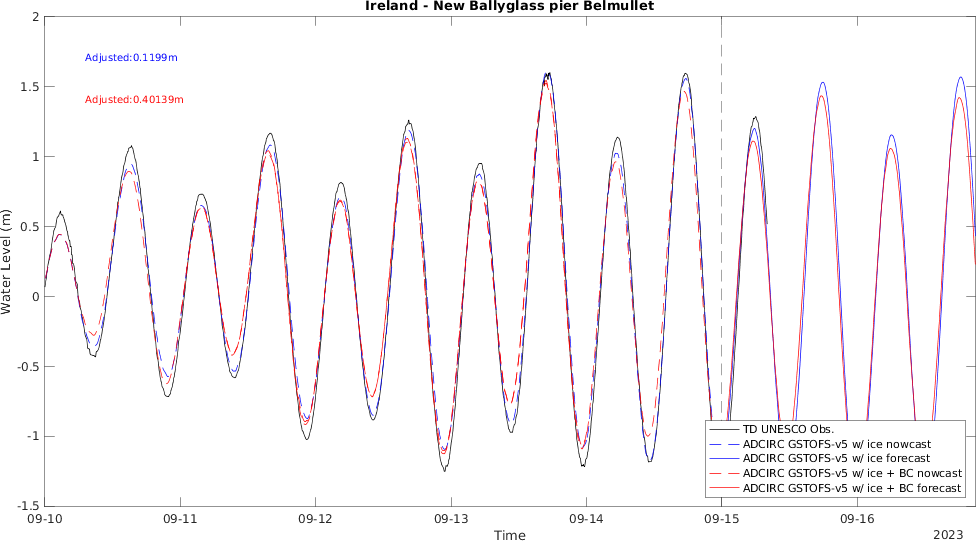 Ireland - New Ballyglass pier Belmullet
2
1.5
1
0.5
0
-0.5
-1
-1.5
Water Level (m)
Adjusted:0.1199m
Adjusted:0.40139m
TD UNESCO Obs.
ADCIRC GSTOFS-v5 w/ ice nowcast
ADCIRC GSTOFS-v5 w/ ice forecast
ADCIRC GSTOFS-v5 w/ ice + BC nowcast
ADCIRC GSTOFS-v5 w/ ice + BC forecast
09-10 09-11 09-12 09-13 09-14 09-15 09-16
Time
2023